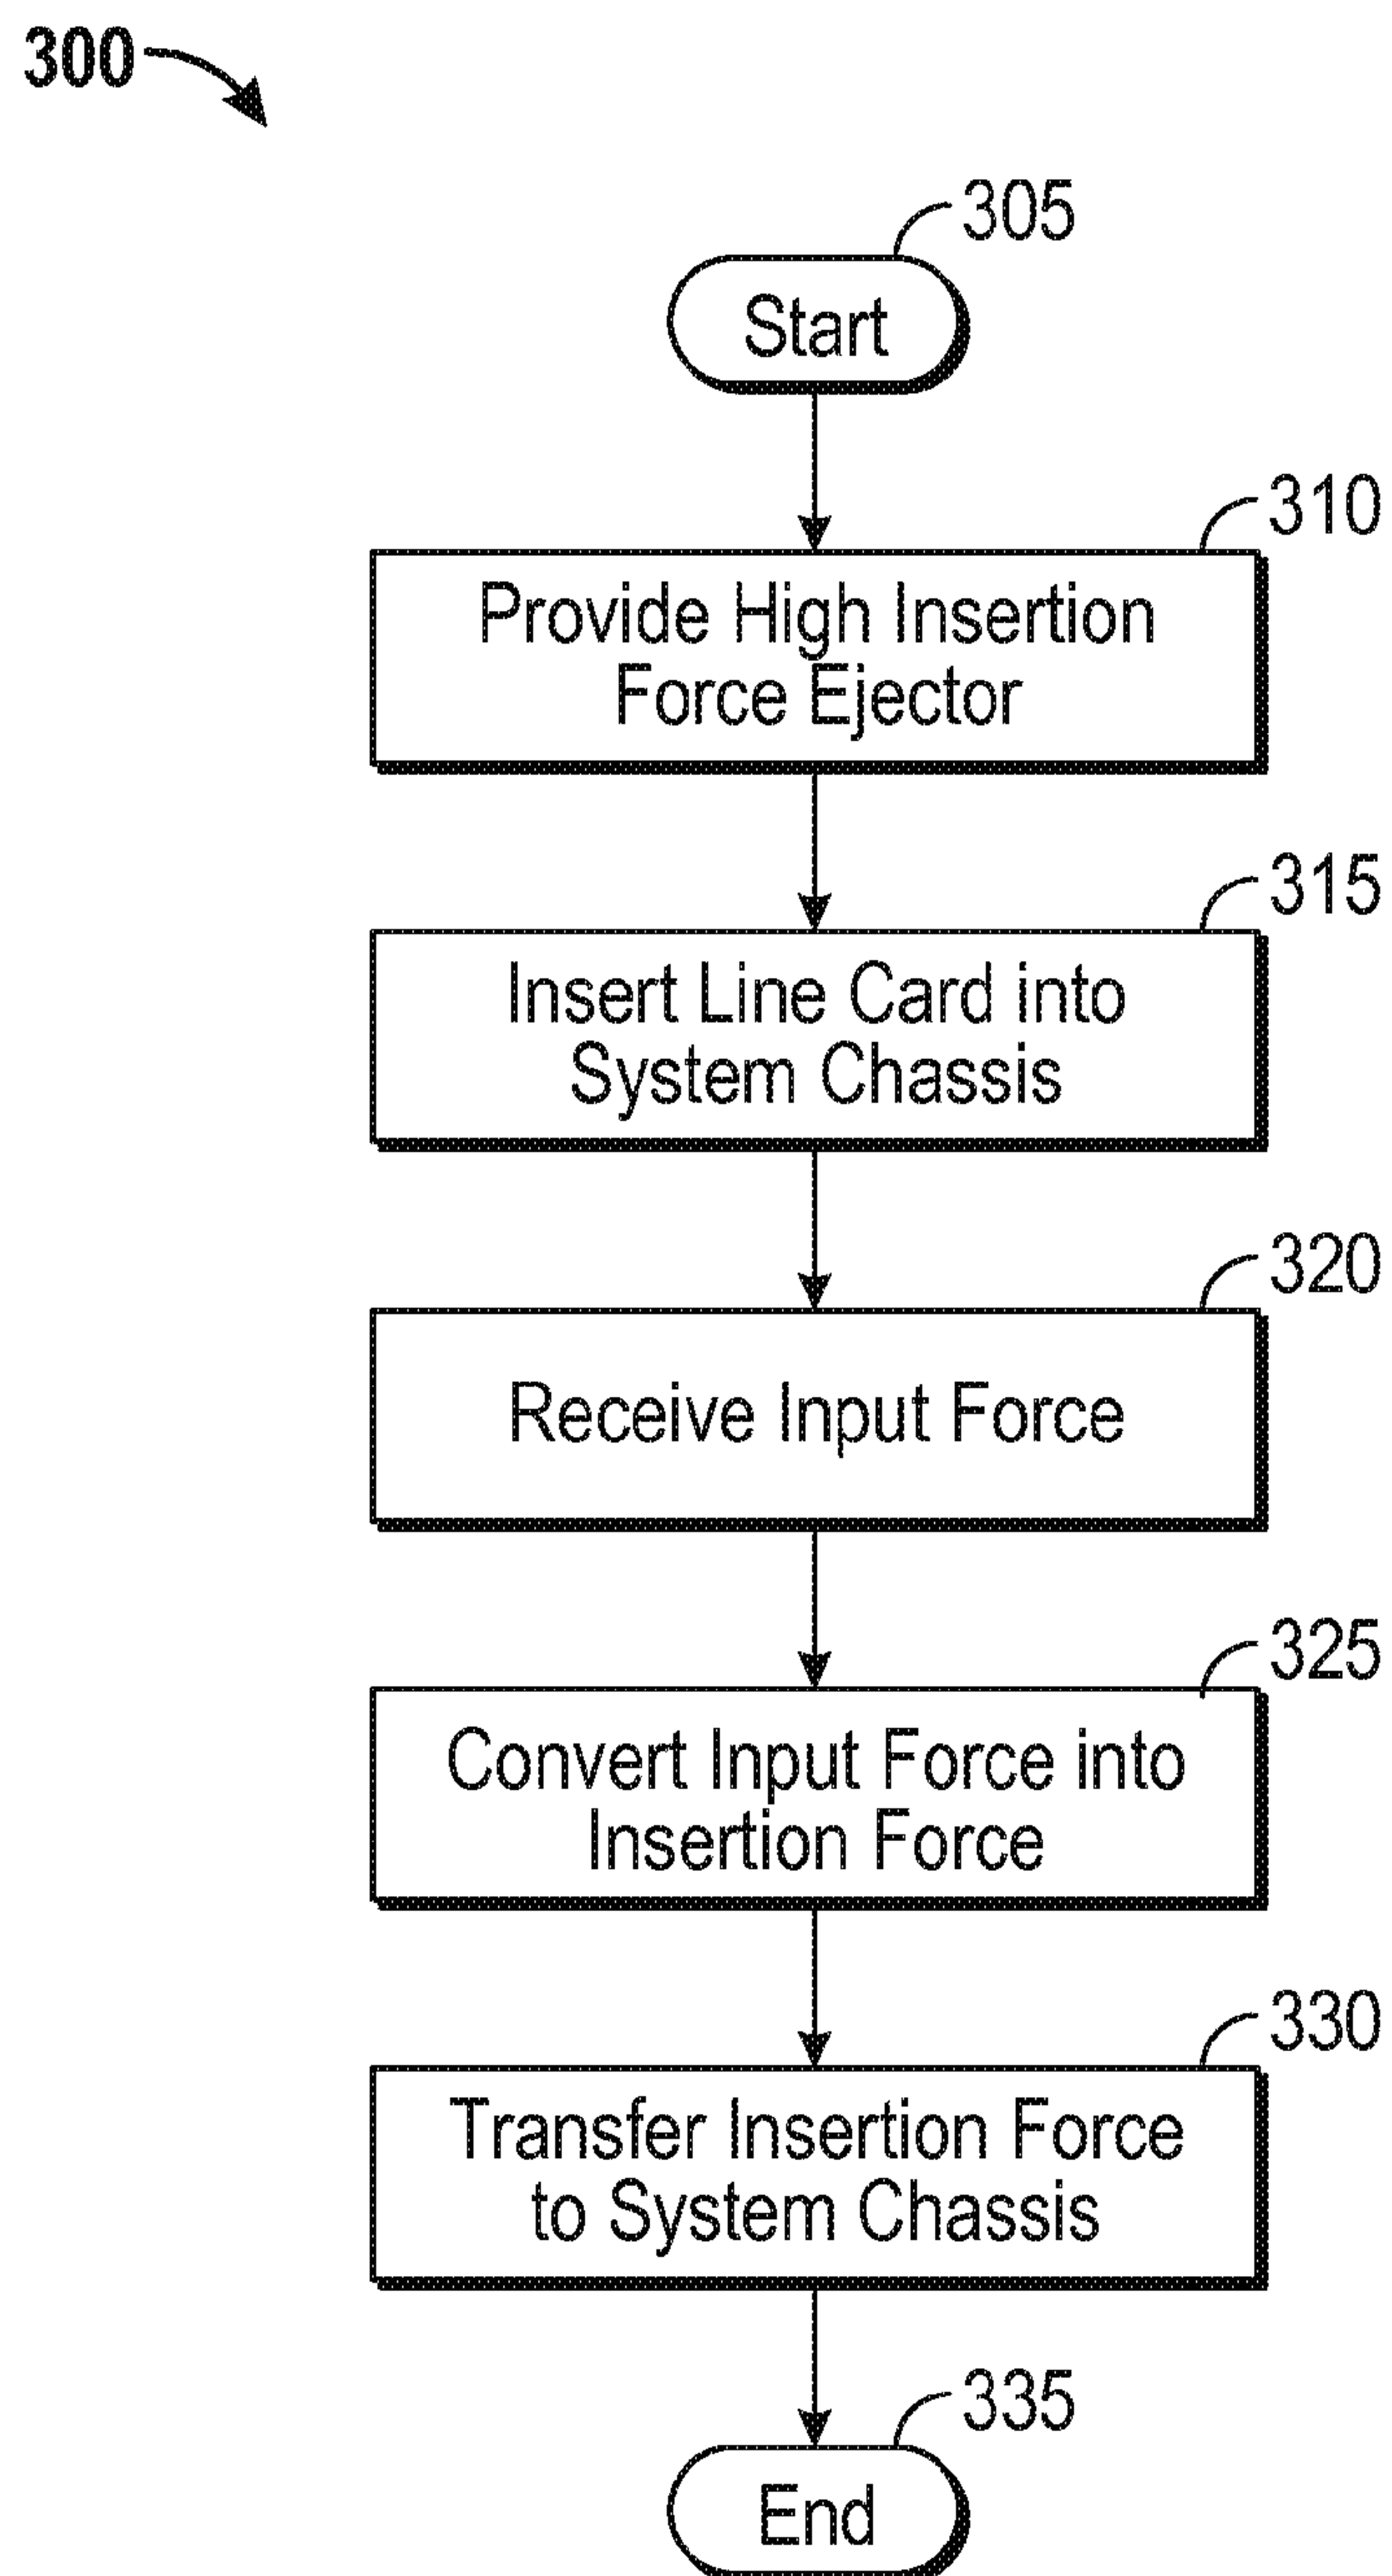 300
305
Start
310
Provide High Insertion
Force Ejector
315
Insert Line Card into
System Chassis
320
Receive Input Force
325
Convert Input Force into
Insertion Force
330
Transfer Insertion Force
to System Chassis
335
End